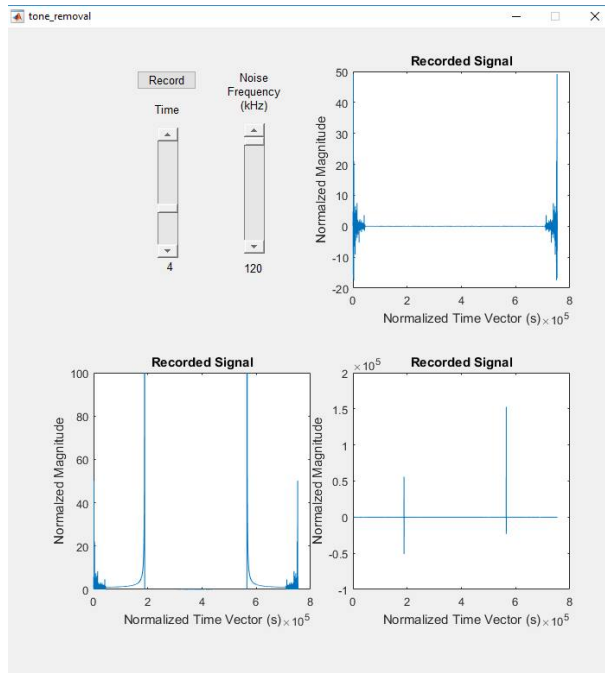 tone_removal
Record
Time
4
Noise
Frequency
(kHz)
120
Recorded Signal
Normalzed Magnitude
50
40
30
20
10
0
-10
-20
0 2 4 6 8
Normalized Time Vector (s) ×10^5
Recorded Signal
Normalzed Magnitude
100
80
60
40
20
0
0 2 4 6 8
Normalized Time Vector (s) ×10^5
Recorded Signal
×10^5
Normalzed Magnitude
2
1.5
1
0.5
0
-0.5
-1
0 2 4 6 8
Normalized Time Vector (s) ×10^5